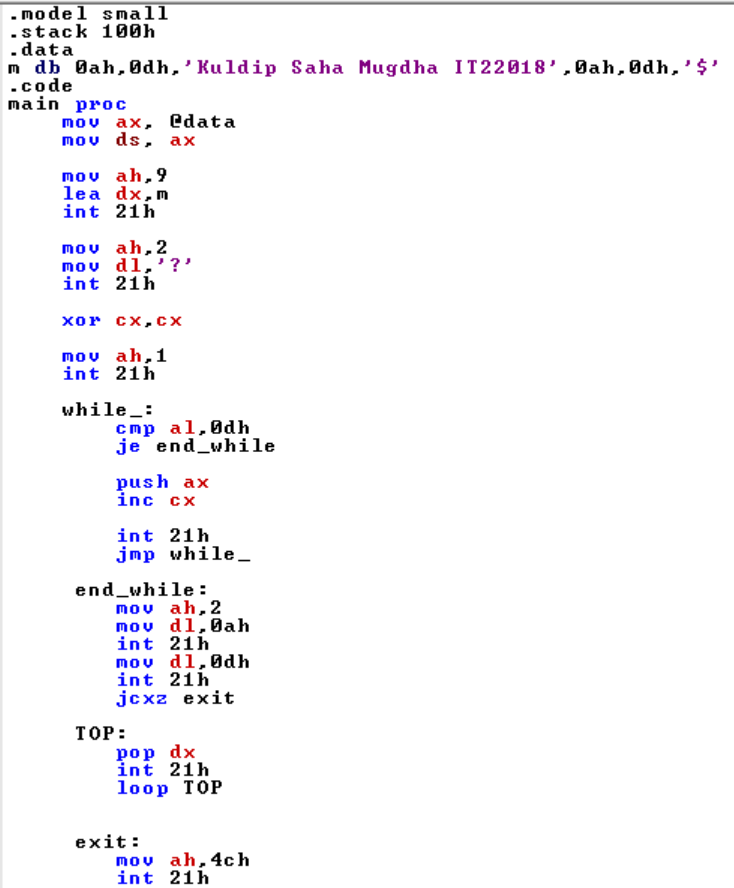 .model small
.stack 100h
.data
m db 0ah,0dh,'Kuldip Saha Mugdha IT22018',0ah,0dh,'$'
.code
main proc
mov ax, @data
mov ds, ax
mov ah,9
lea dx,m
int 21h
mov ah,2
mov dl,'?'
int 21h
xor cx,cx
mov ah,1
int 21h
while_:
cmp al,0dh
je end_while
push ax
inc cx
int 21h
jmp while_
end_while:
mov ah,2
mov dl,0ah
int 21h
mov dl,0dh
int 21h
jcxz exit
TOP:
pop dx
int 21h
loop TOP
exit:
mov ah,4ch
int 21h